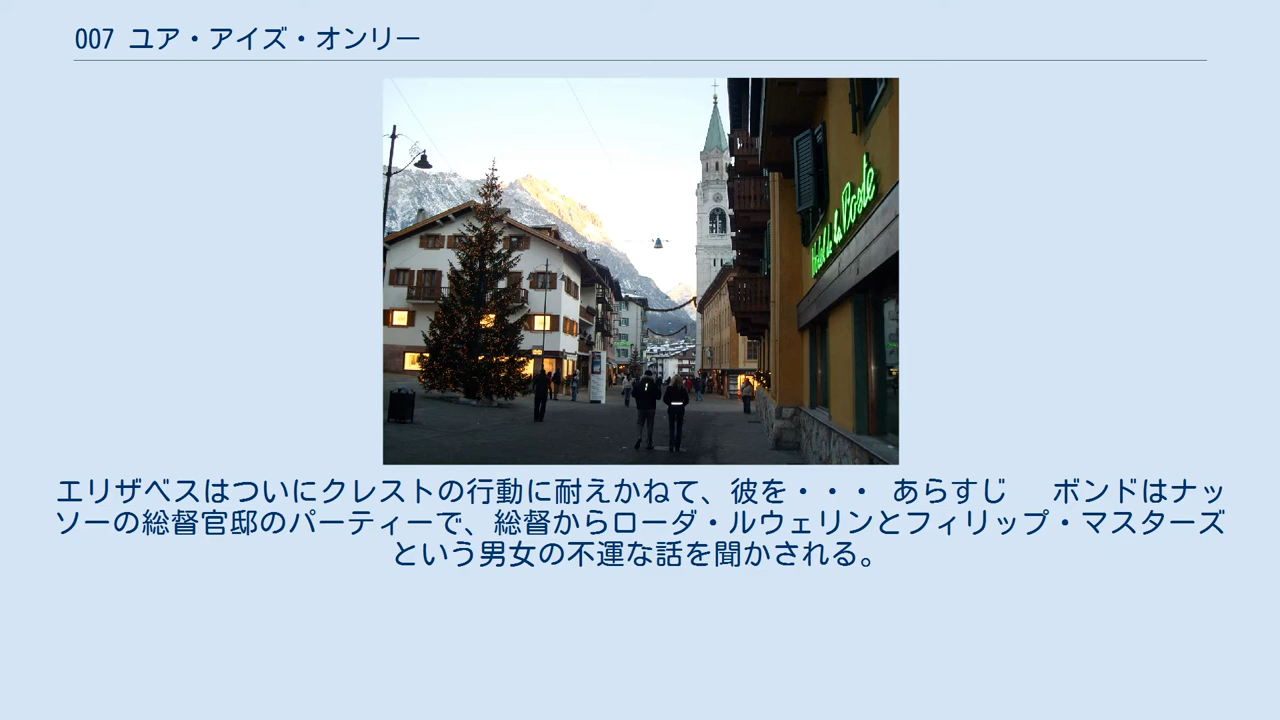 007 ユア・アイズ・オンリー
Hotel de la Poste
エリザベスはついにクレストの行動に耐えかねて、彼を・・・ あらすじ　 ボンドはナッ
ソーの総督官邸のパーティーで、総督からローダ・ルウェリンとフィリップ・マスターズ
という男女の不運な話を聞かされる。